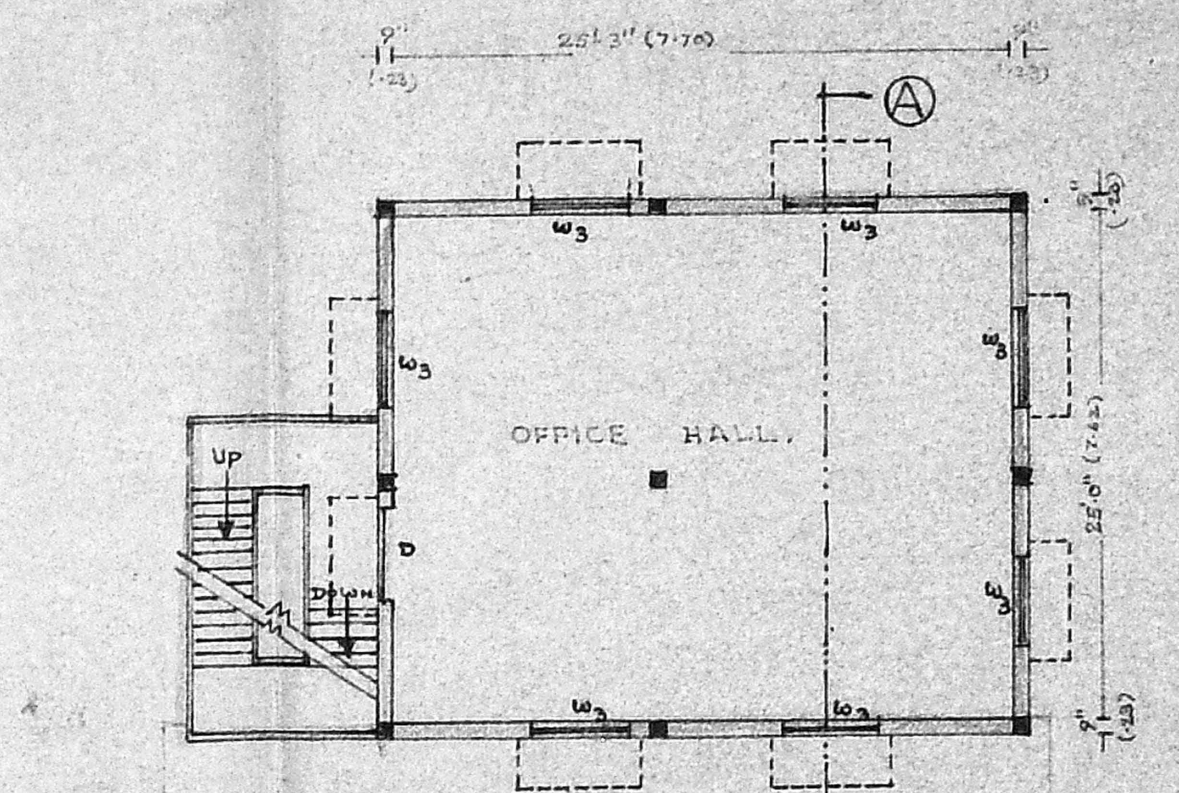 9" 25'.3" (7.70) 9"
(.23) (.23)
A
9"
(.20)
W3 W3
W3
W3
OFFICE HALL.
UP
25'.0" (7.62)
D
DOWN
W3
W3 W3
9"
(.23)